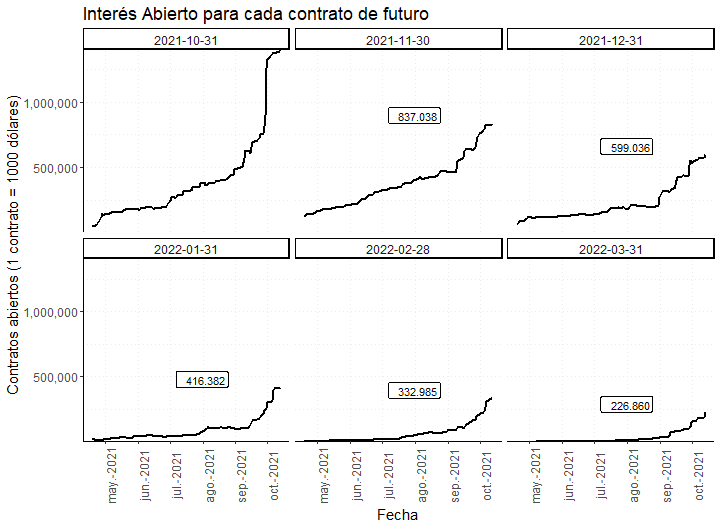 Interés Abierto para cada contrato de futuro
2021-10-31
2021-11-30
2021-12-31
837.038
599.036
1,000,000
500,000
2022-01-31
2022-02-28
2022-03-31
416.382
332.985
226.860
1,000,000
500,000
Contratos abiertos (1 contrato = 1000 dólares)
may.-2021
jun.-2021
jul.-2021
ago.-2021
sep.-2021
oct.-2021
may.-2021
jun.-2021
jul.-2021
ago.-2021
sep.-2021
oct.-2021
may.-2021
jun.-2021
jul.-2021
ago.-2021
sep.-2021
oct.-2021
Fecha